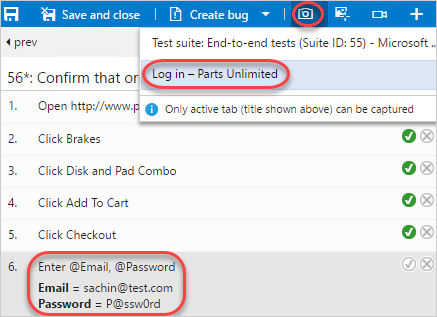 Save and close Create bug
prev
Test suite: End-to-end tests (Suite ID: 55) - Microsoft ...
Log in – Parts Unlimited
Only active tab (title shown above) can be captured
56*: Confirm that or
1. Open http://www.p
2. Click Brakes
3. Click Disk and Pad Combo
4. Click Add To Cart
5. Click Checkout
6. Enter @Email, @Password
Email = sachin@test.com
Password = P@ssw0rd